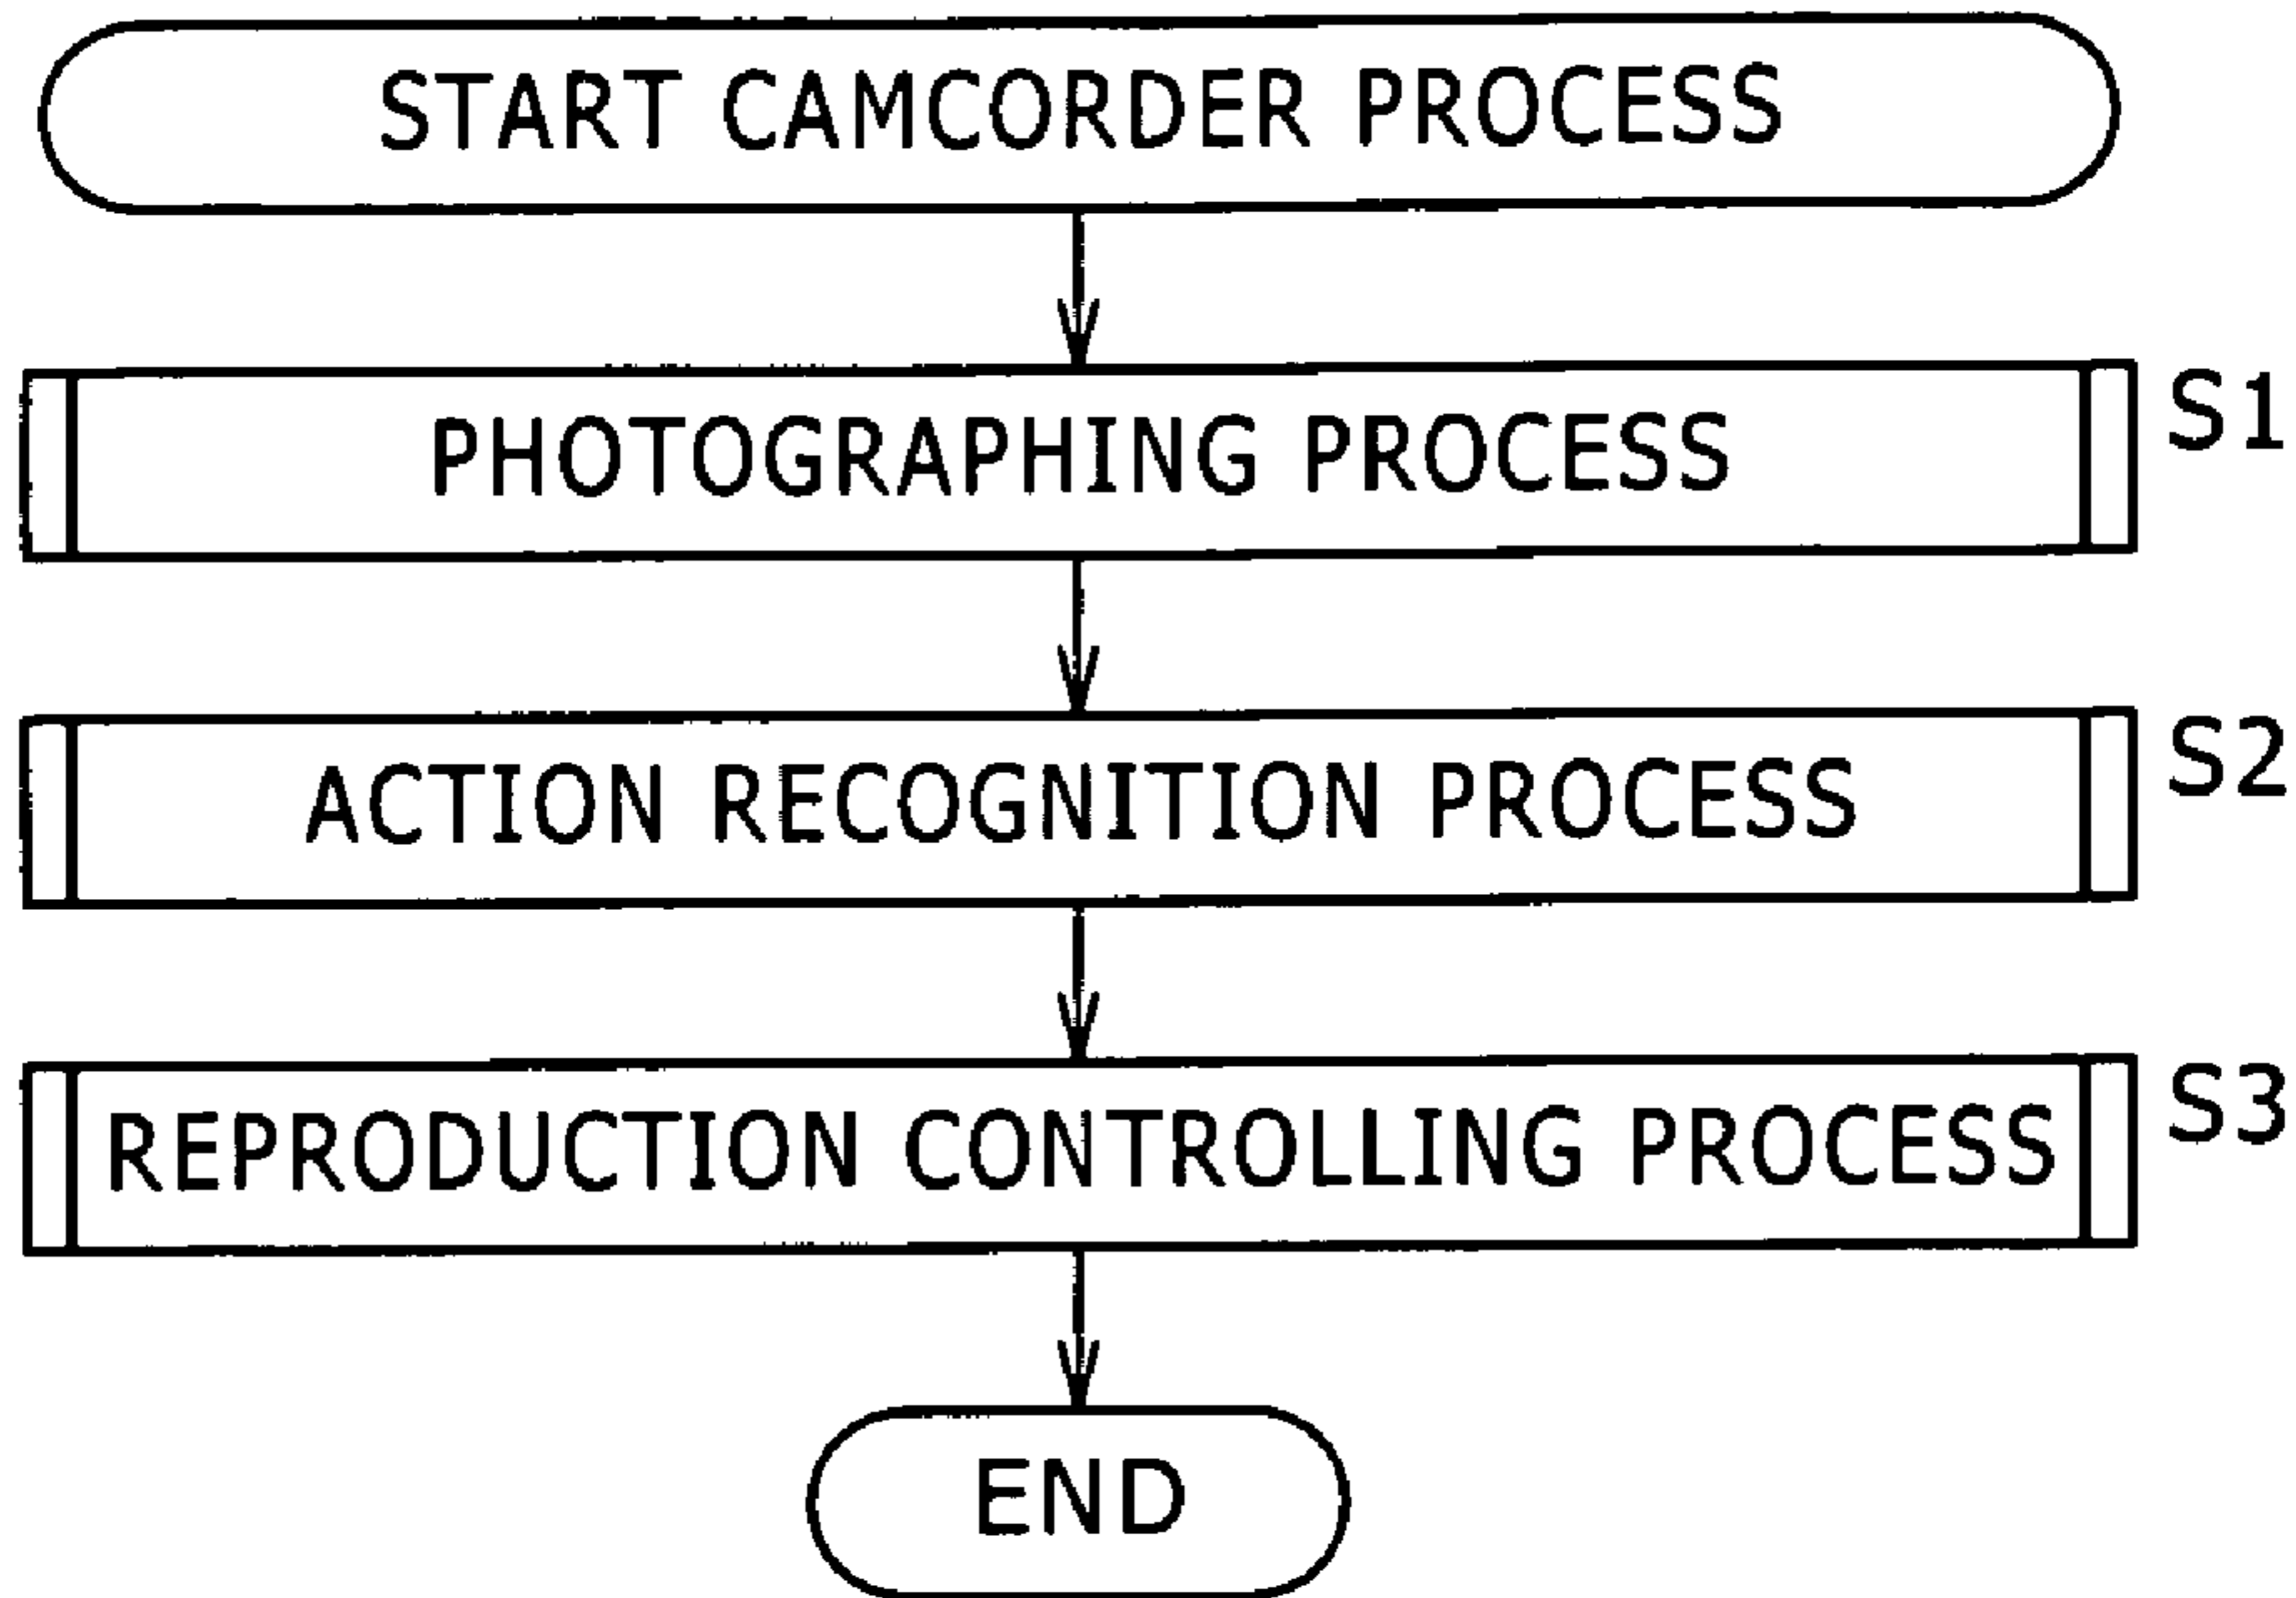 START CAMCORDER PROCESS
PHOTOGRAPHING PROCESS
S1
ACTION RECOGNITION PROCESS
S2
REPRODUCTION CONTROLLING PROCESS
S3
END